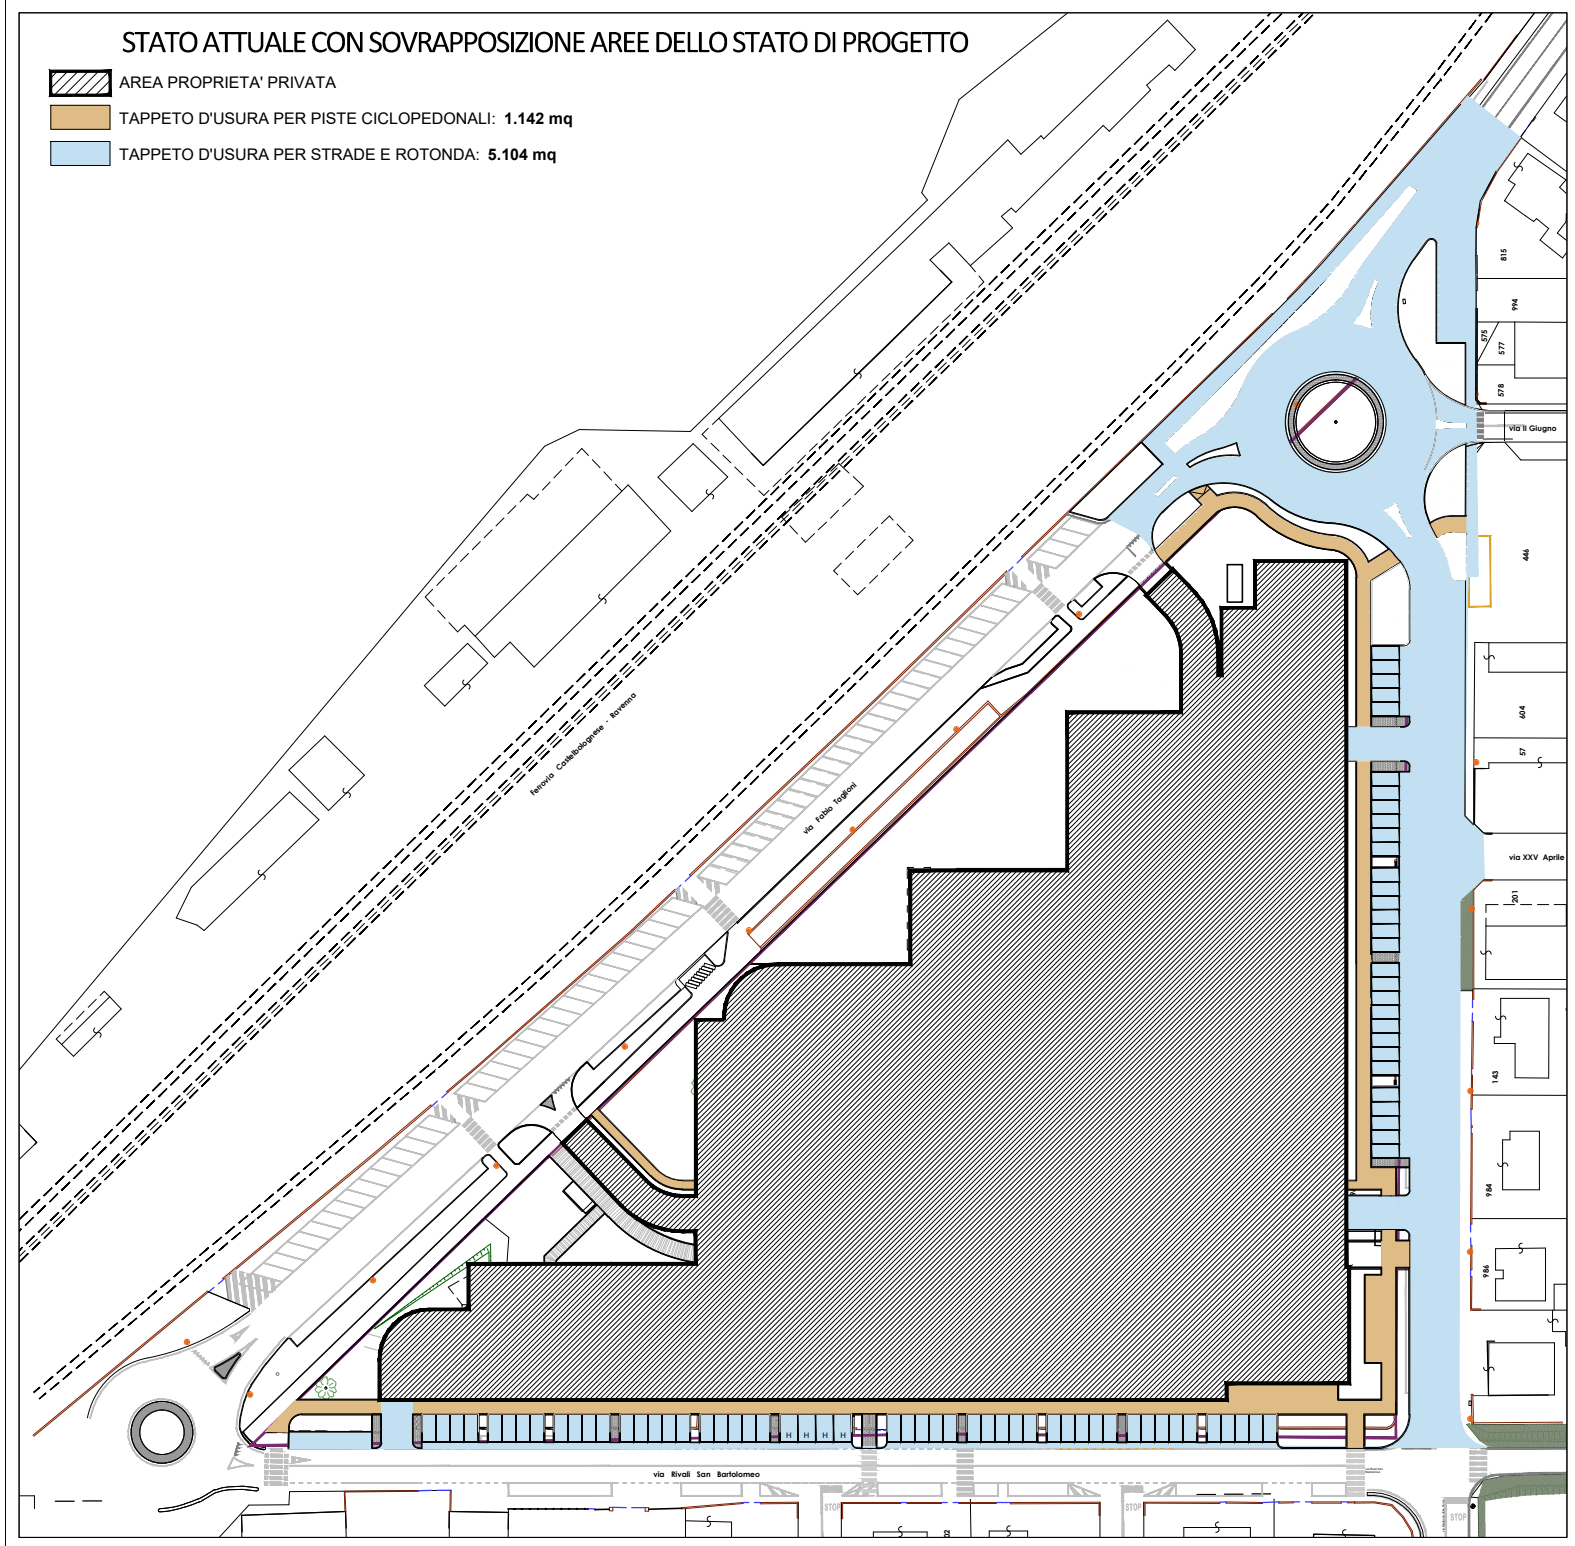 STATO ATTUALE CON SOVRAPPOSIZIONE AREE DELLO STATO DI PROGETTO
AREA PROPRIETA' PRIVATA
TAPPETO D'USURA PER PISTE CICLOPEDONALI: 1.142 mq
TAPPETO D'USURA PER STRADE E ROTONDA: 5.104 mq
815
994
575
577
578
via II Giugno
446
604
57
Ferrovia Castelbolognese - Ravenna
via Fabio Taglioni
via XXV Aprile
201
143
984
986
H H H H
via Rivali San Bartolomeo
STOP
STOP
STOP
02